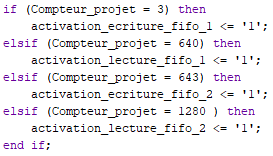 if (Compteur_projet = 3) then
    activation_ecriture_fifo_1 <= '1';
elsif (Compteur_projet = 640) then
    activation_lecture_fifo_1 <= '1';
elsif (Compteur_projet = 643) then
    activation_ecriture_fifo_2 <= '1';
elsif (Compteur_projet = 1280 ) then
    activation_lecture_fifo_2 <= '1';
end if;